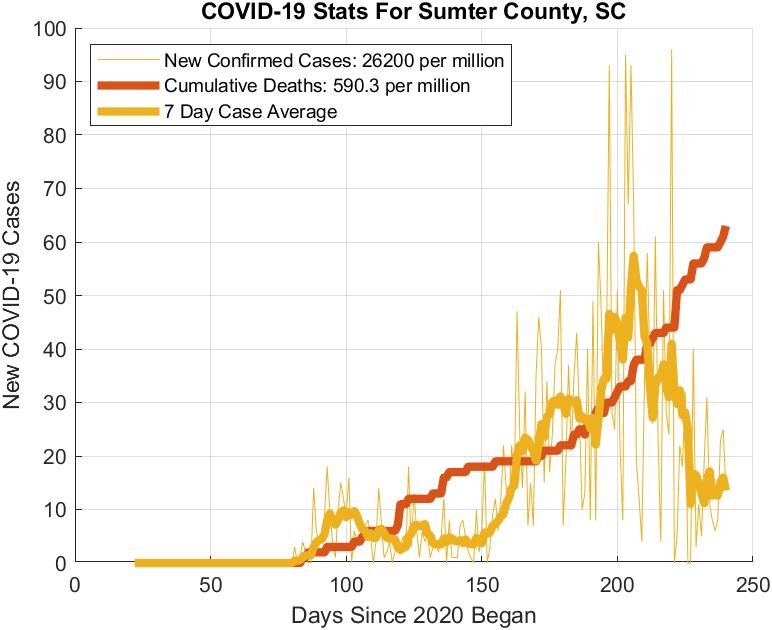 COVID-19 Stats For Sumter County, SC
New Confirmed Cases: 26200 per million
Cumulative Deaths: 590.3 per million
7 Day Case Average
New COVID-19 Cases
100
90
80
70
60
50
40
30
20
10
0
0 50 100 150 200 250
Days Since 2020 Began